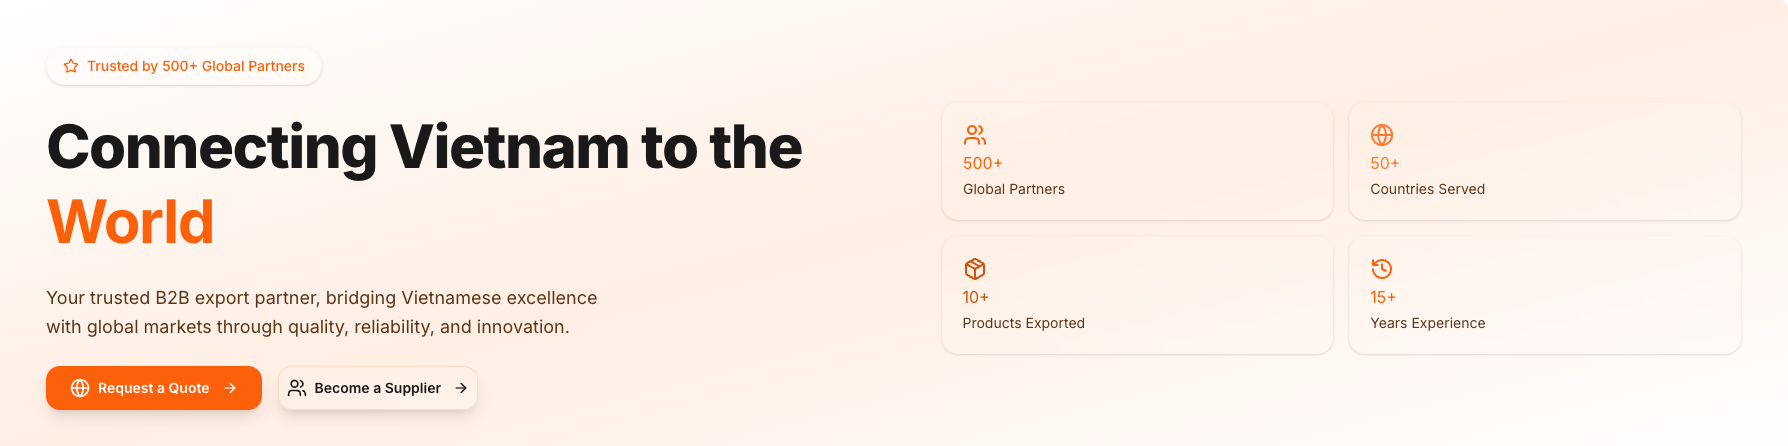 Trusted by 500+ Global Partners
Connecting Vietnam to the
World
Your trusted B2B export partner, bridging Vietnamese excellence
with global markets through quality, reliability, and innovation.
Request a Quote
Become a Supplier
500+
Global Partners
50+
Countries Served
10+
Products Exported
15+
Years Experience